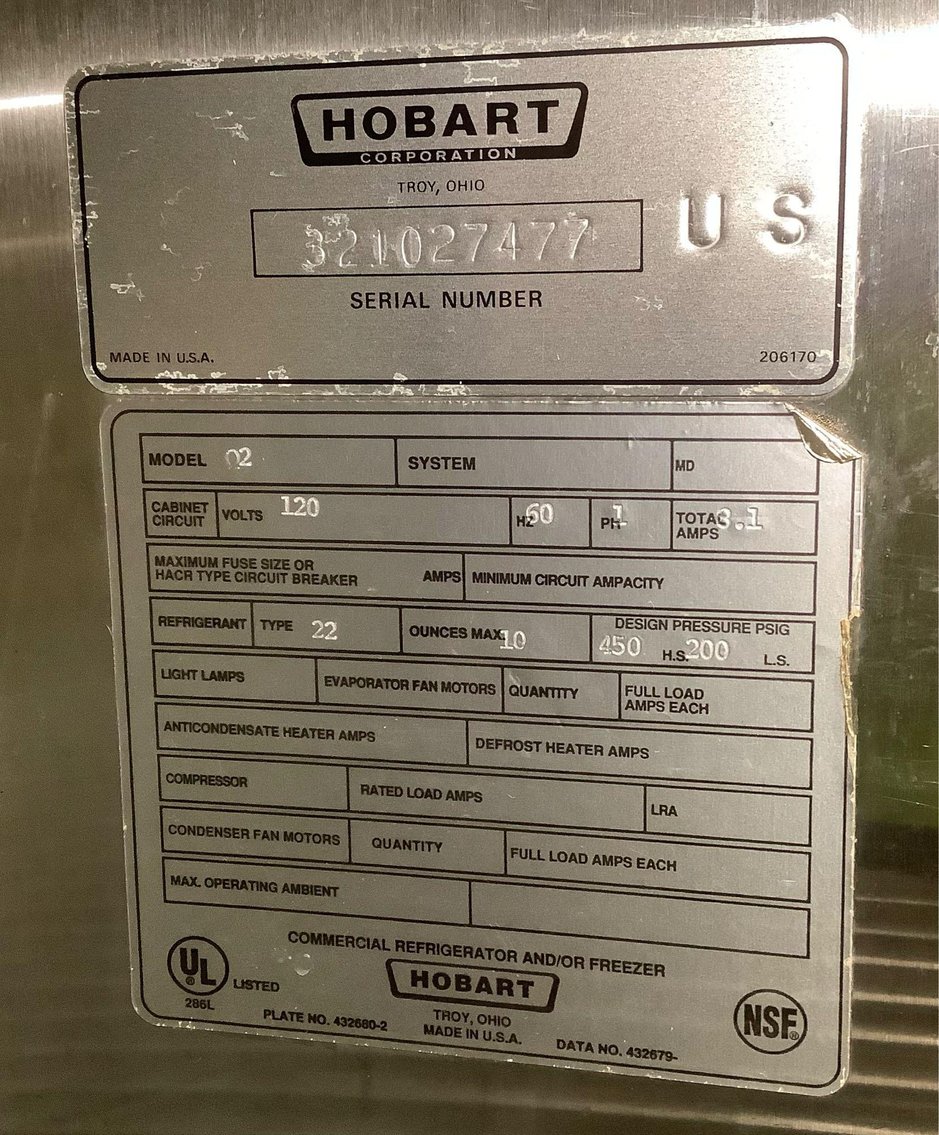 HOBART
CORPORATION
TROY, OHIO
321027477
US
SERIAL NUMBER
MADE IN U.S.A.
206170
MODEL Q2 SYSTEM MD
CABINET CIRCUIT VOLTS 120 HZ 60 PH 1 TOTAL AMPS 3.1
MAXIMUM FUSE SIZE OR
HACR TYPE CIRCUIT BREAKER AMPS MINIMUM CIRCUIT AMPACITY
REFRIGERANT TYPE 22 OUNCES MAX. 10 DESIGN PRESSURE PSIG
450 H.S. 200 L.S.
LIGHT LAMPS EVAPORATOR FAN MOTORS QUANTITY FULL LOAD
AMPS EACH
ANTICONDENSATE HEATER AMPS DEFROST HEATER AMPS
COMPRESSOR RATED LOAD AMPS LRA
CONDENSER FAN MOTORS QUANTITY FULL LOAD AMPS EACH
MAX. OPERATING AMBIENT
COMMERCIAL REFRIGERATOR AND/OR FREEZER
UL® LISTED
286L
HOBART
TROY, OHIO
MADE IN U.S.A.
PLATE NO. 432680-2
DATA NO. 432679-
NSF®